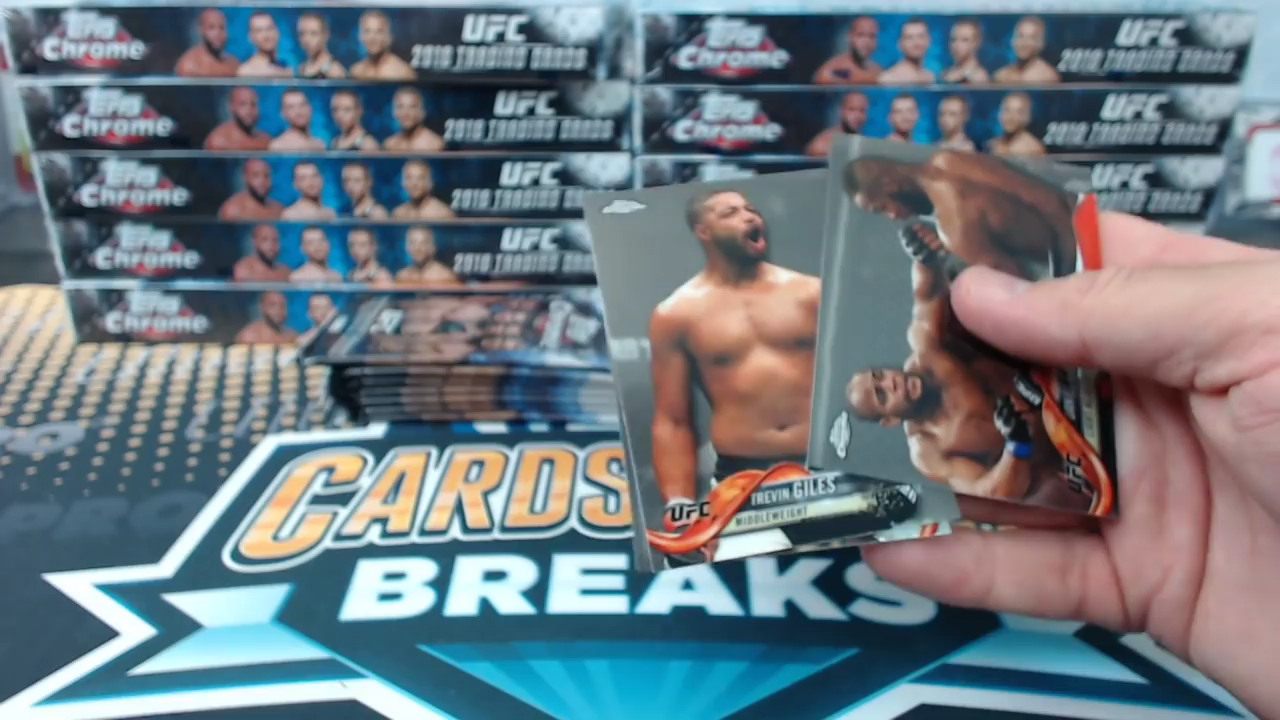 Topps Chrome
UFC
2018 TRADING CARDS
Topps Chrome
UFC
2018 TRADING CARDS
Topps Chrome
UFC
2018 TRADING CARDS
Topps Chrome
UFC
2018 TRADING CARDS
Topps Chrome
UFC
2018 TRADING CARDS
UFC
Topps Chrome
UFC
2018 TRADING CARDS
Topps Chrome
TREVIN GILES
UFC
MIDDLEWEIGHT
UFC
CARDS
BREAKS
PRO